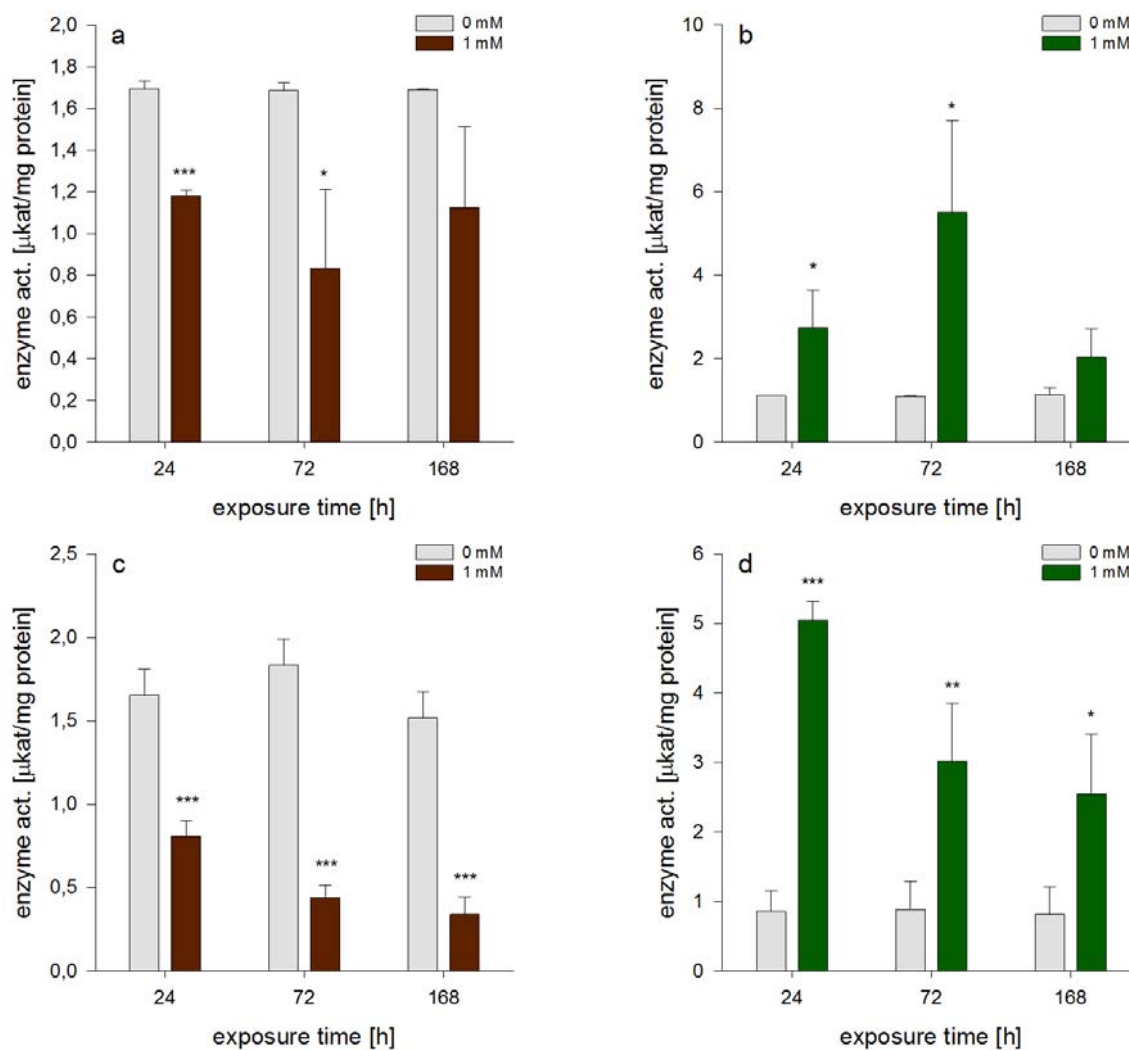 a
0 mM
1 mM
enzyme act. [µkat/mg protein]
2,0
1,8
1,6
1,4
1,2
1,0
0,8
0,6
0,4
0,2
0,0
***
*
24
72
168
exposure time [h]
b
0 mM
1 mM
enzyme act. [µkat/mg protein]
10
8
6
4
2
0
*
*
24
72
168
exposure time [h]
c
0 mM
1 mM
enzyme act. [µkat/mg protein]
2,5
2,0
1,5
1,0
0,5
0,0
***
***
***
24
72
168
exposure time [h]
d
0 mM
1 mM
enzyme act. [µkat/mg protein]
6
5
4
3
2
1
0
***
**
*
24
72
168
exposure time [h]